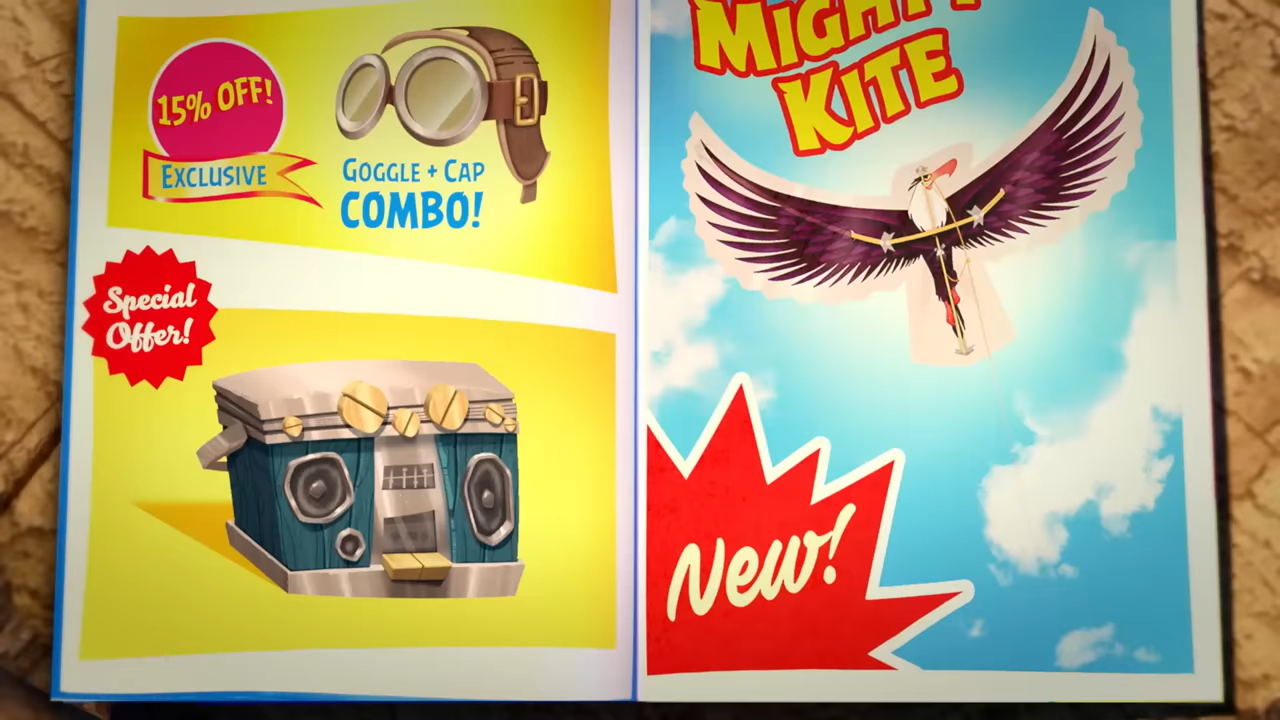 15% OFF!
EXCLUSIVE
GOGGLE + CAP
COMBO!
Special
Offer!
KITE
New!